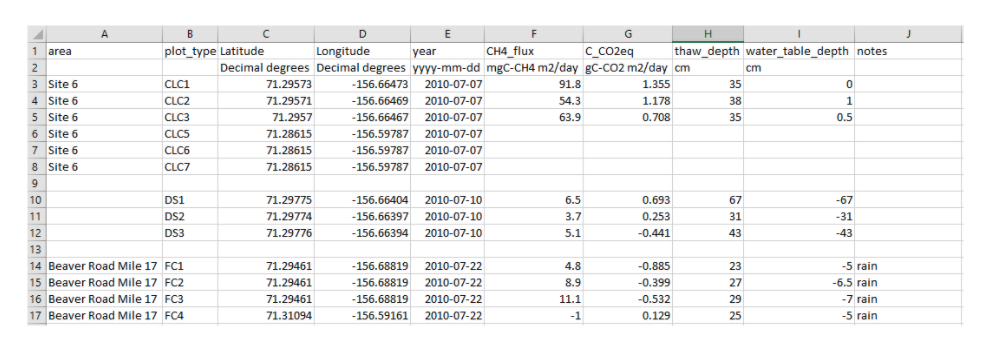 A B C D E F G H I J
1 area plot_type Latitude Longitude year CH4_flux C_CO2eq thaw_depth water_table_depth notes
2 Decimal degrees Decimal degrees yyyy-mm-dd mgC-CH4 m2/day gC-CO2 m2/day cm cm
3 Site 6 CLC1 71.29573 -156.66473 2010-07-07 91.8 1.355 35 0
4 Site 6 CLC2 71.29571 -156.66469 2010-07-07 54.3 1.178 38 1
5 Site 6 CLC3 71.2957 -156.66467 2010-07-07 63.9 0.708 35 0.5
6 Site 6 CLC5 71.28615 -156.59787 2010-07-07
7 Site 6 CLC6 71.28615 -156.59787 2010-07-07
8 Site 6 CLC7 71.28615 -156.59787 2010-07-07
9
10 DS1 71.29775 -156.66404 2010-07-10 6.5 0.693 67 -67
11 DS2 71.29774 -156.66397 2010-07-10 3.7 0.253 31 -31
12 DS3 71.29776 -156.66394 2010-07-10 5.1 -0.441 43 -43
13
14 Beaver Road Mile 17 FC1 71.29461 -156.68819 2010-07-22 4.8 -0.885 23 -5 rain
15 Beaver Road Mile 17 FC2 71.29461 -156.68819 2010-07-22 8.9 -0.399 27 -6.5 rain
16 Beaver Road Mile 17 FC3 71.29461 -156.68819 2010-07-22 11.1 -0.532 29 -7 rain
17 Beaver Road Mile 17 FC4 71.31094 -156.59161 2010-07-22 -1 0.129 25 -5 rain